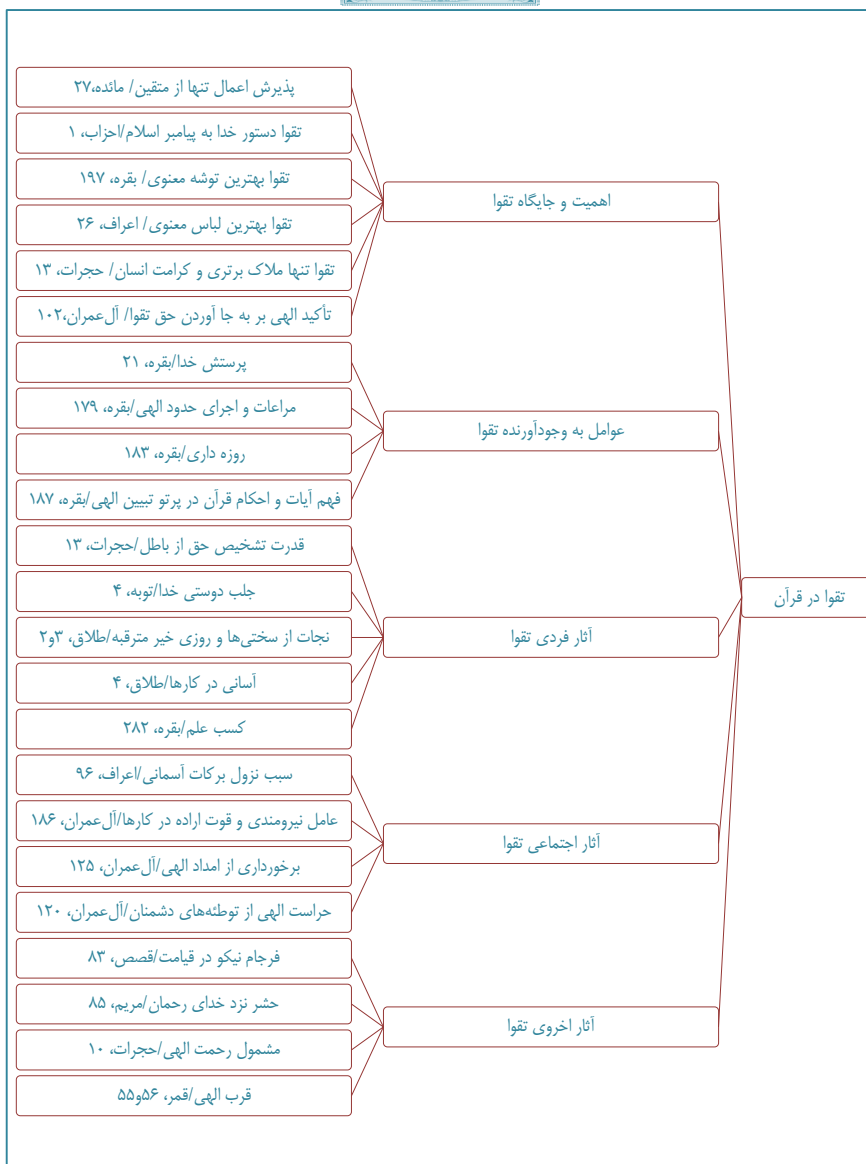 تقوا در قرآن
اهمیت و جایگاه تقوا
پذیرش اعمال تنها از متقین/ مائده،۲۷
تقوا دستور خدا به پیامبر اسلام/احزاب، ۱
تقوا بهترین توشه معنوی/ بقره، ۱۹۷
تقوا بهترین لباس معنوی/ اعراف، ۲۶
تقوا تنها ملاک برتری و کرامت انسان/ حجرات، ۱۳
تأکید الهی بر به جا آوردن حق تقوا/ آل‌عمران،۱۰۲
عوامل به وجودآورنده تقوا
پرستش خدا/بقره، ۲۱
مراعات و اجرای حدود الهی/بقره، ۱۷۹
روزه داری/بقره، ۱۸۳
فهم آیات و احکام قرآن در پرتو تبیین الهی/بقره، ۱۸۷
آثار فردی تقوا
قدرت تشخیص حق از باطل/حجرات، ۱۳
جلب دوستی خدا/توبه، ۴
نجات از سختی‌ها و روزی خیر مترقبه/طلاق، ۳و۲
آسانی در کارها/طلاق، ۴
کسب علم/بقره، ۲۸۲
آثار اجتماعی تقوا
سبب نزول برکات آسمانی/اعراف، ۹۶
عامل نیرومندی و قوت اراده در کارها/آل‌عمران، ۱۸۶
برخورداری از امداد الهی/آل‌عمران، ۱۲۵
حراست الهی از توطئه‌های دشمنان/آل‌عمران، ۱۲۰
آثار اخروی تقوا
فرجام نیکو در قیامت/قصص، ۸۳
حشر نزد خدای رحمان/مریم، ۸۵
مشمول رحمت الهی/حجرات، ۱۰
قرب الهی/قمر، ۵۶و۵۵